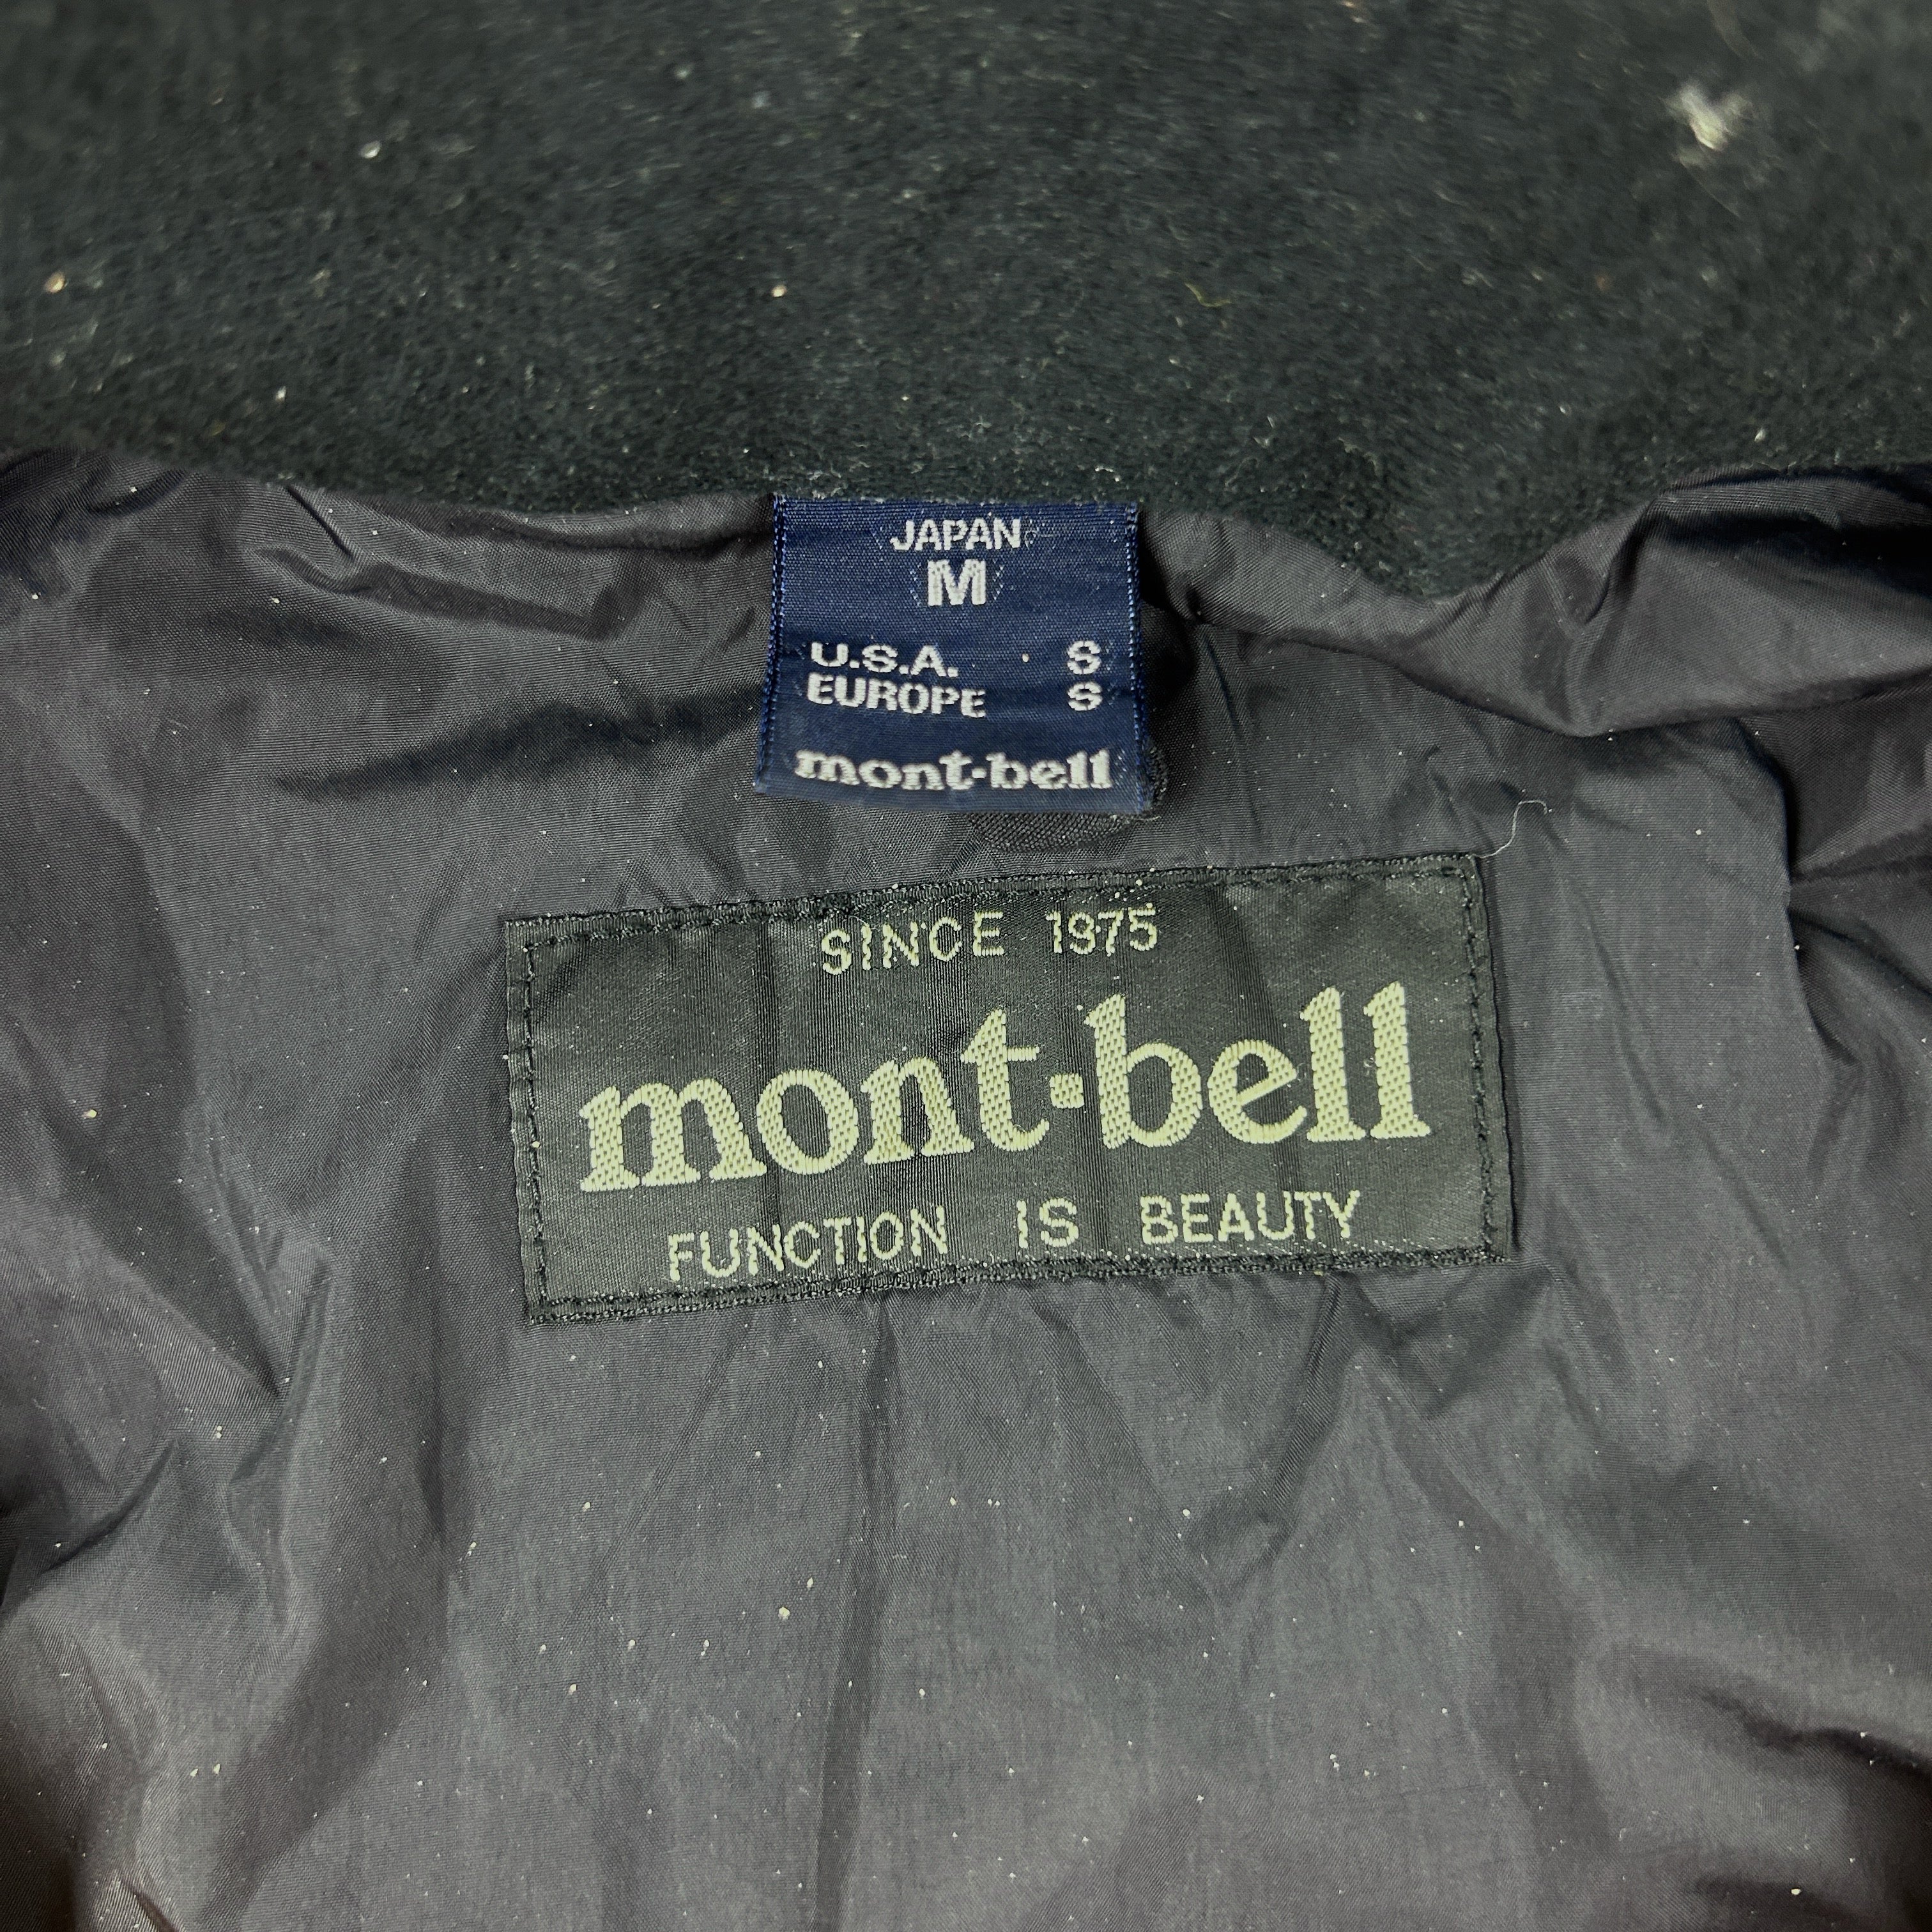 JAPAN
M
U.S.A. S
EUROPE S
mont-bell
SINCE 1975
mont-bell
FUNCTION IS BEAUTY